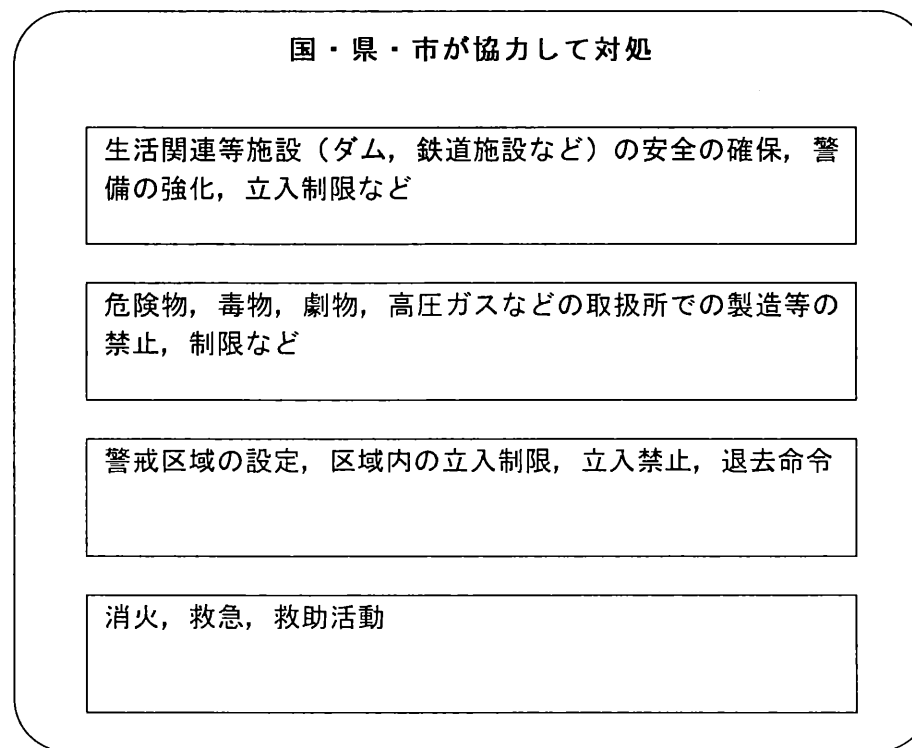 国・県・市が協力して対処
生活関連等施設（ダム，鉄道施設など）の安全の確保，警
備の強化，立入制限など
危険物，毒物，劇物，高圧ガスなどの取扱所での製造等の
禁止，制限など
警戒区域の設定，区域内の立入制限，立入禁止，退去命令
消火，救急，救助活動